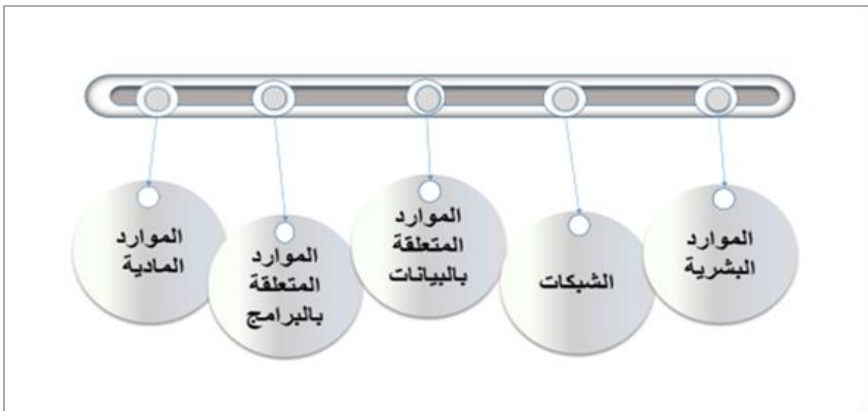 الموارد
البشرية
الشبكات
الموارد
المتعلقة
بالبيانات
الموارد
المتعلقة
بالبرامج
الموارد
المادية